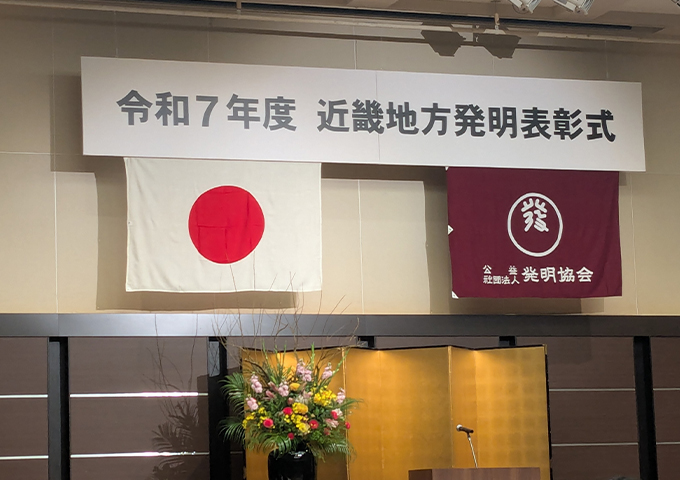 令和7年度 近畿地方発明表彰式
發
公益
社団法人 発明協会